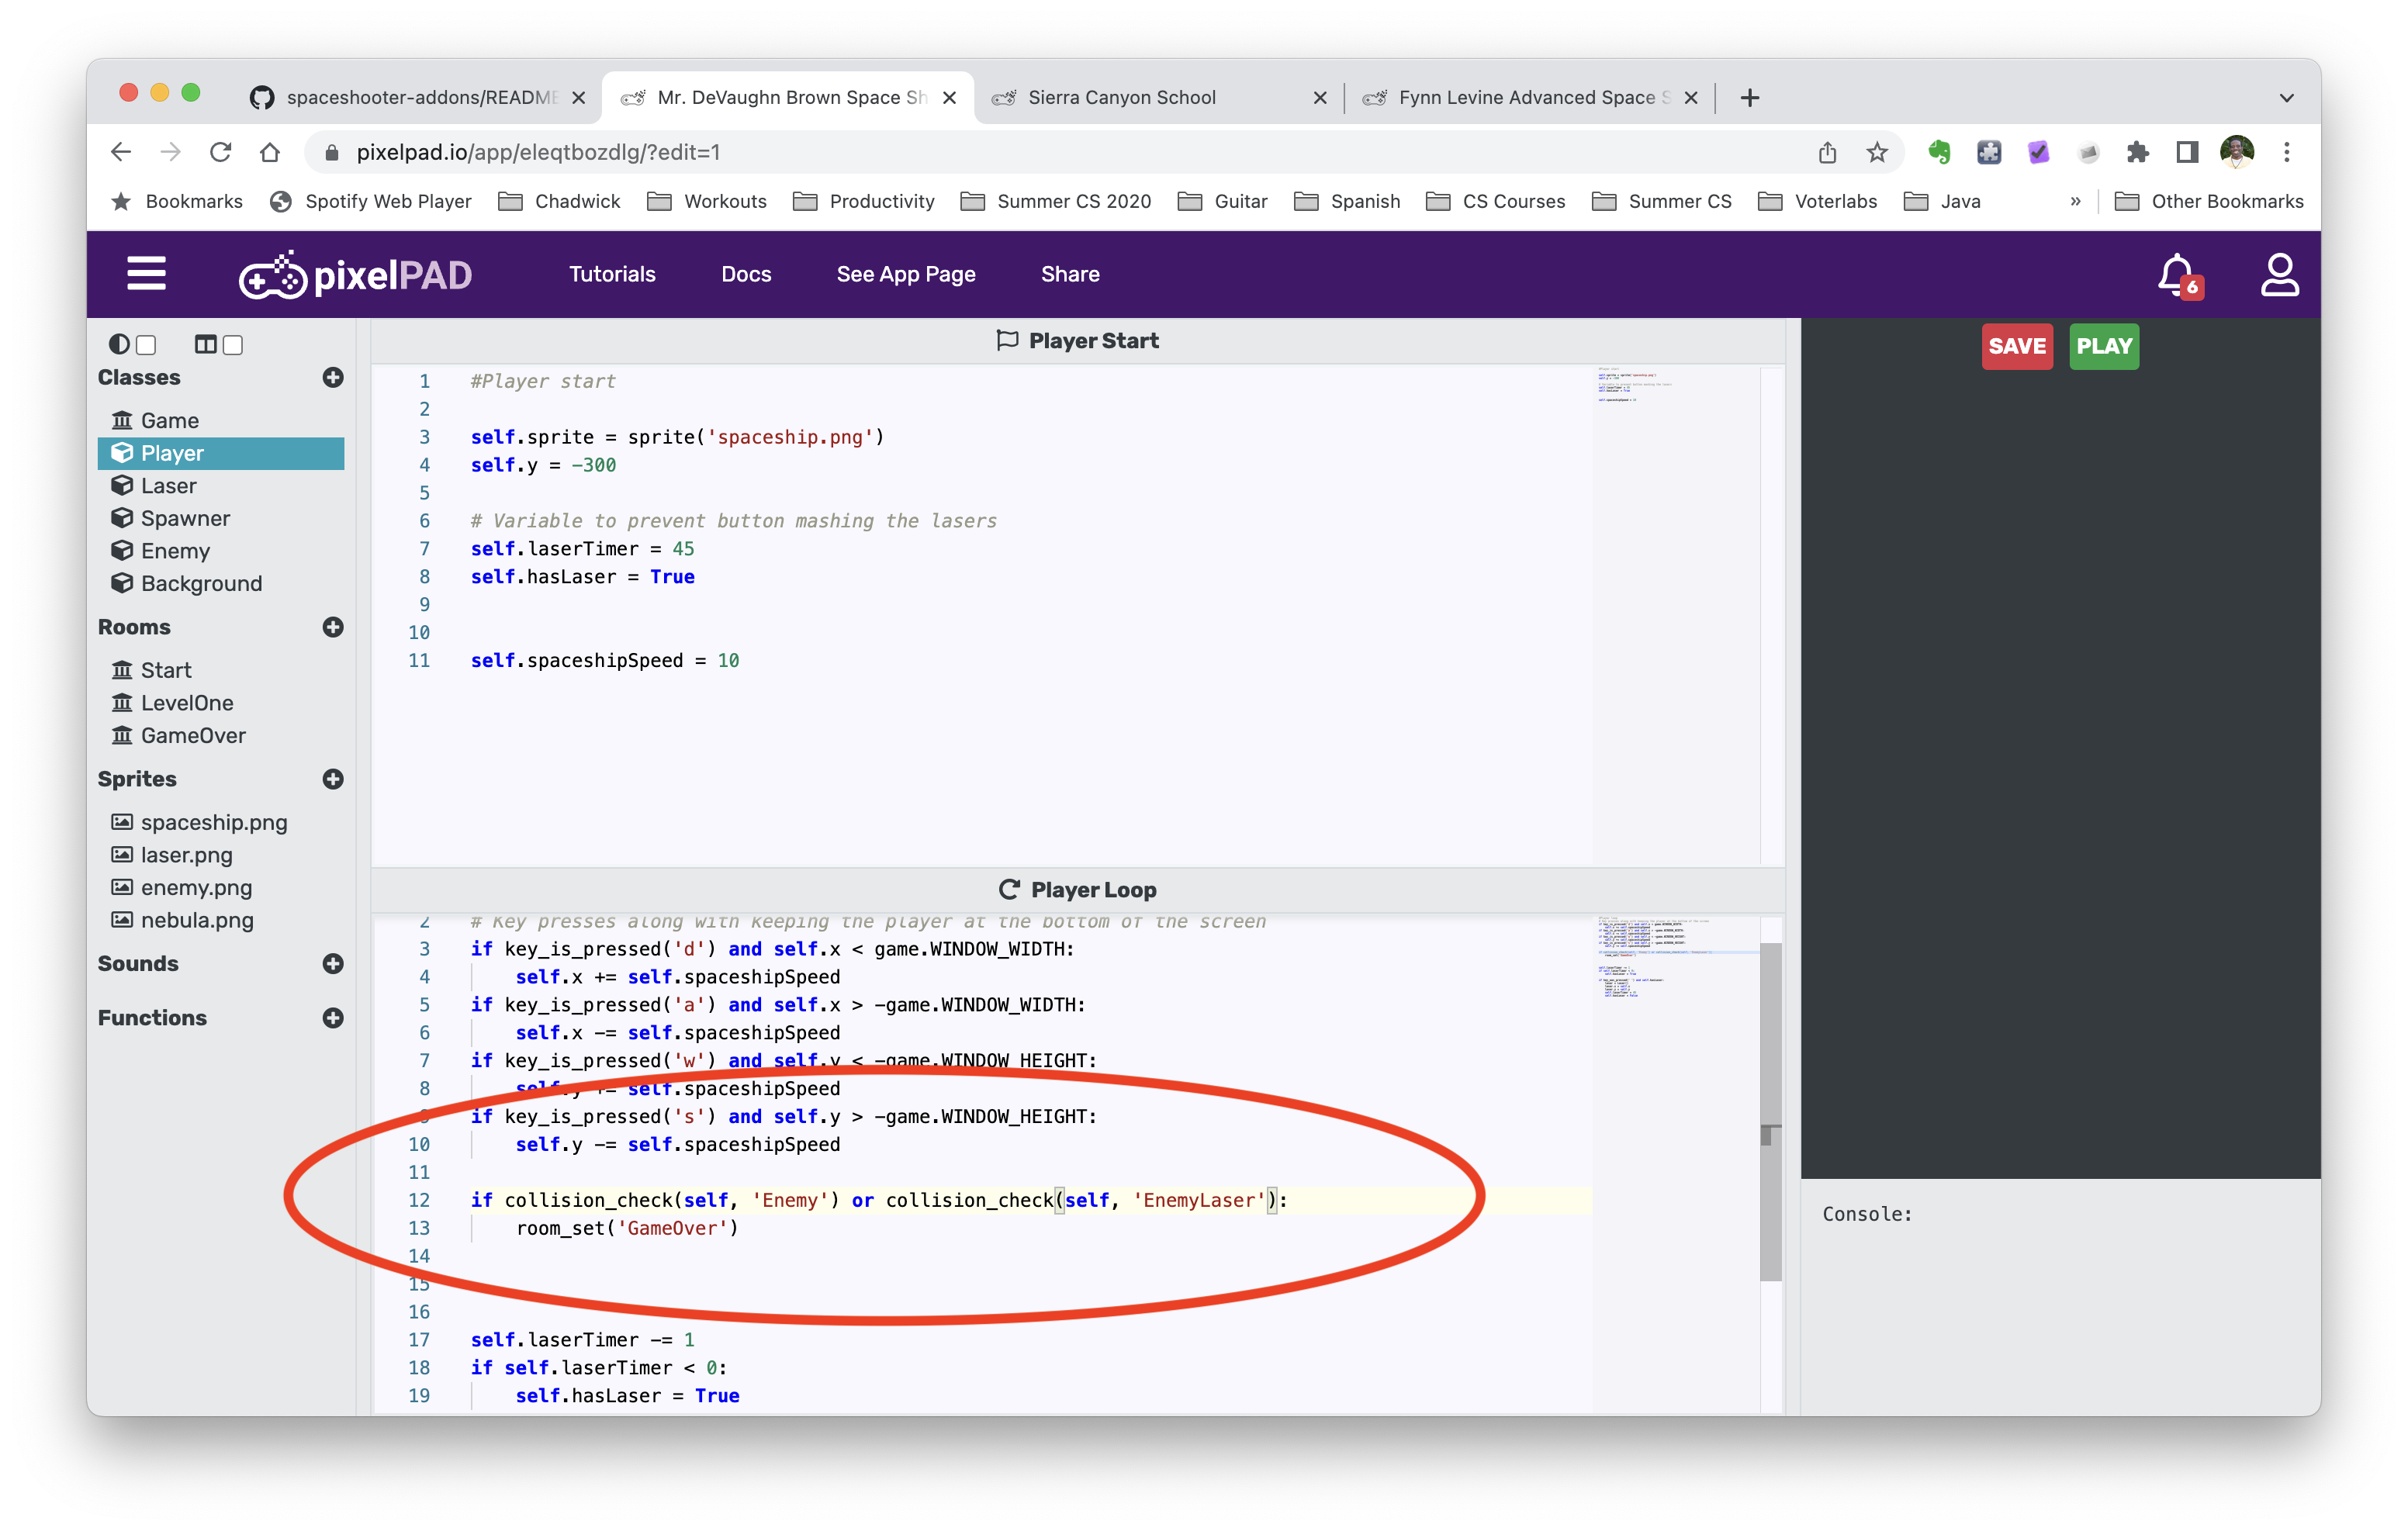 spaceshooter-addons/README
Mr. DeVaughn Brown Space Sh
Sierra Canyon School
Fynn Levine Advanced Space S
pixelpad.io/app/eleqtbozdlg/?edit=1
Bookmarks Spotify Web Player Chadwick Workouts Productivity Summer CS 2020 Guitar Spanish CS Courses Summer CS Voterlabs Java » Other Bookmarks
pixelPAD Tutorials Docs See App Page Share 6
Classes
Game
Player
Laser
Spawner
Enemy
Background
Rooms
Start
LevelOne
GameOver
Sprites
spaceship.png
laser.png
enemy.png
nebula.png
Sounds
Functions
Player Start
1 #Player start
2
3 self.sprite = sprite('spaceship.png')
4 self.y = -300
5
6 # Variable to prevent button mashing the lasers
7 self.laserTimer = 45
8 self.hasLaser = True
9
10
11 self.spaceshipSpeed = 10
Player Loop
2 # Key presses along with keeping the player at the bottom of the screen
3 if key_is_pressed('d') and self.x < game.WINDOW_WIDTH:
4 self.x += self.spaceshipSpeed
5 if key_is_pressed('a') and self.x > -game.WINDOW_WIDTH:
6 self.x -= self.spaceshipSpeed
7 if key_is_pressed('w') and self.y < -game.WINDOW_HEIGHT:
8 self.y += self.spaceshipSpeed
9 if key_is_pressed('s') and self.y > -game.WINDOW_HEIGHT:
10 self.y -= self.spaceshipSpeed
11
12 if collision_check(self, 'Enemy') or collision_check(self, 'EnemyLaser'):
13 room_set('GameOver')
14
15
16
17 self.laserTimer -= 1
18 if self.laserTimer < 0:
19 self.hasLaser = True
SAVE PLAY
Console: